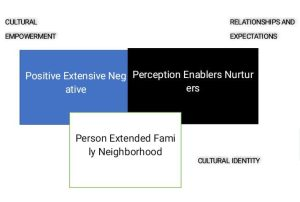 CULTURAL
EMPOWERMENT
RELATIONSHIPS AND
EXPECTATIONS
Positive Extensive Neg
ative
Perception Enablers Nurtur
ers
Person Extended Fami
ly Neighborhood
CULTURAL IDENTITY